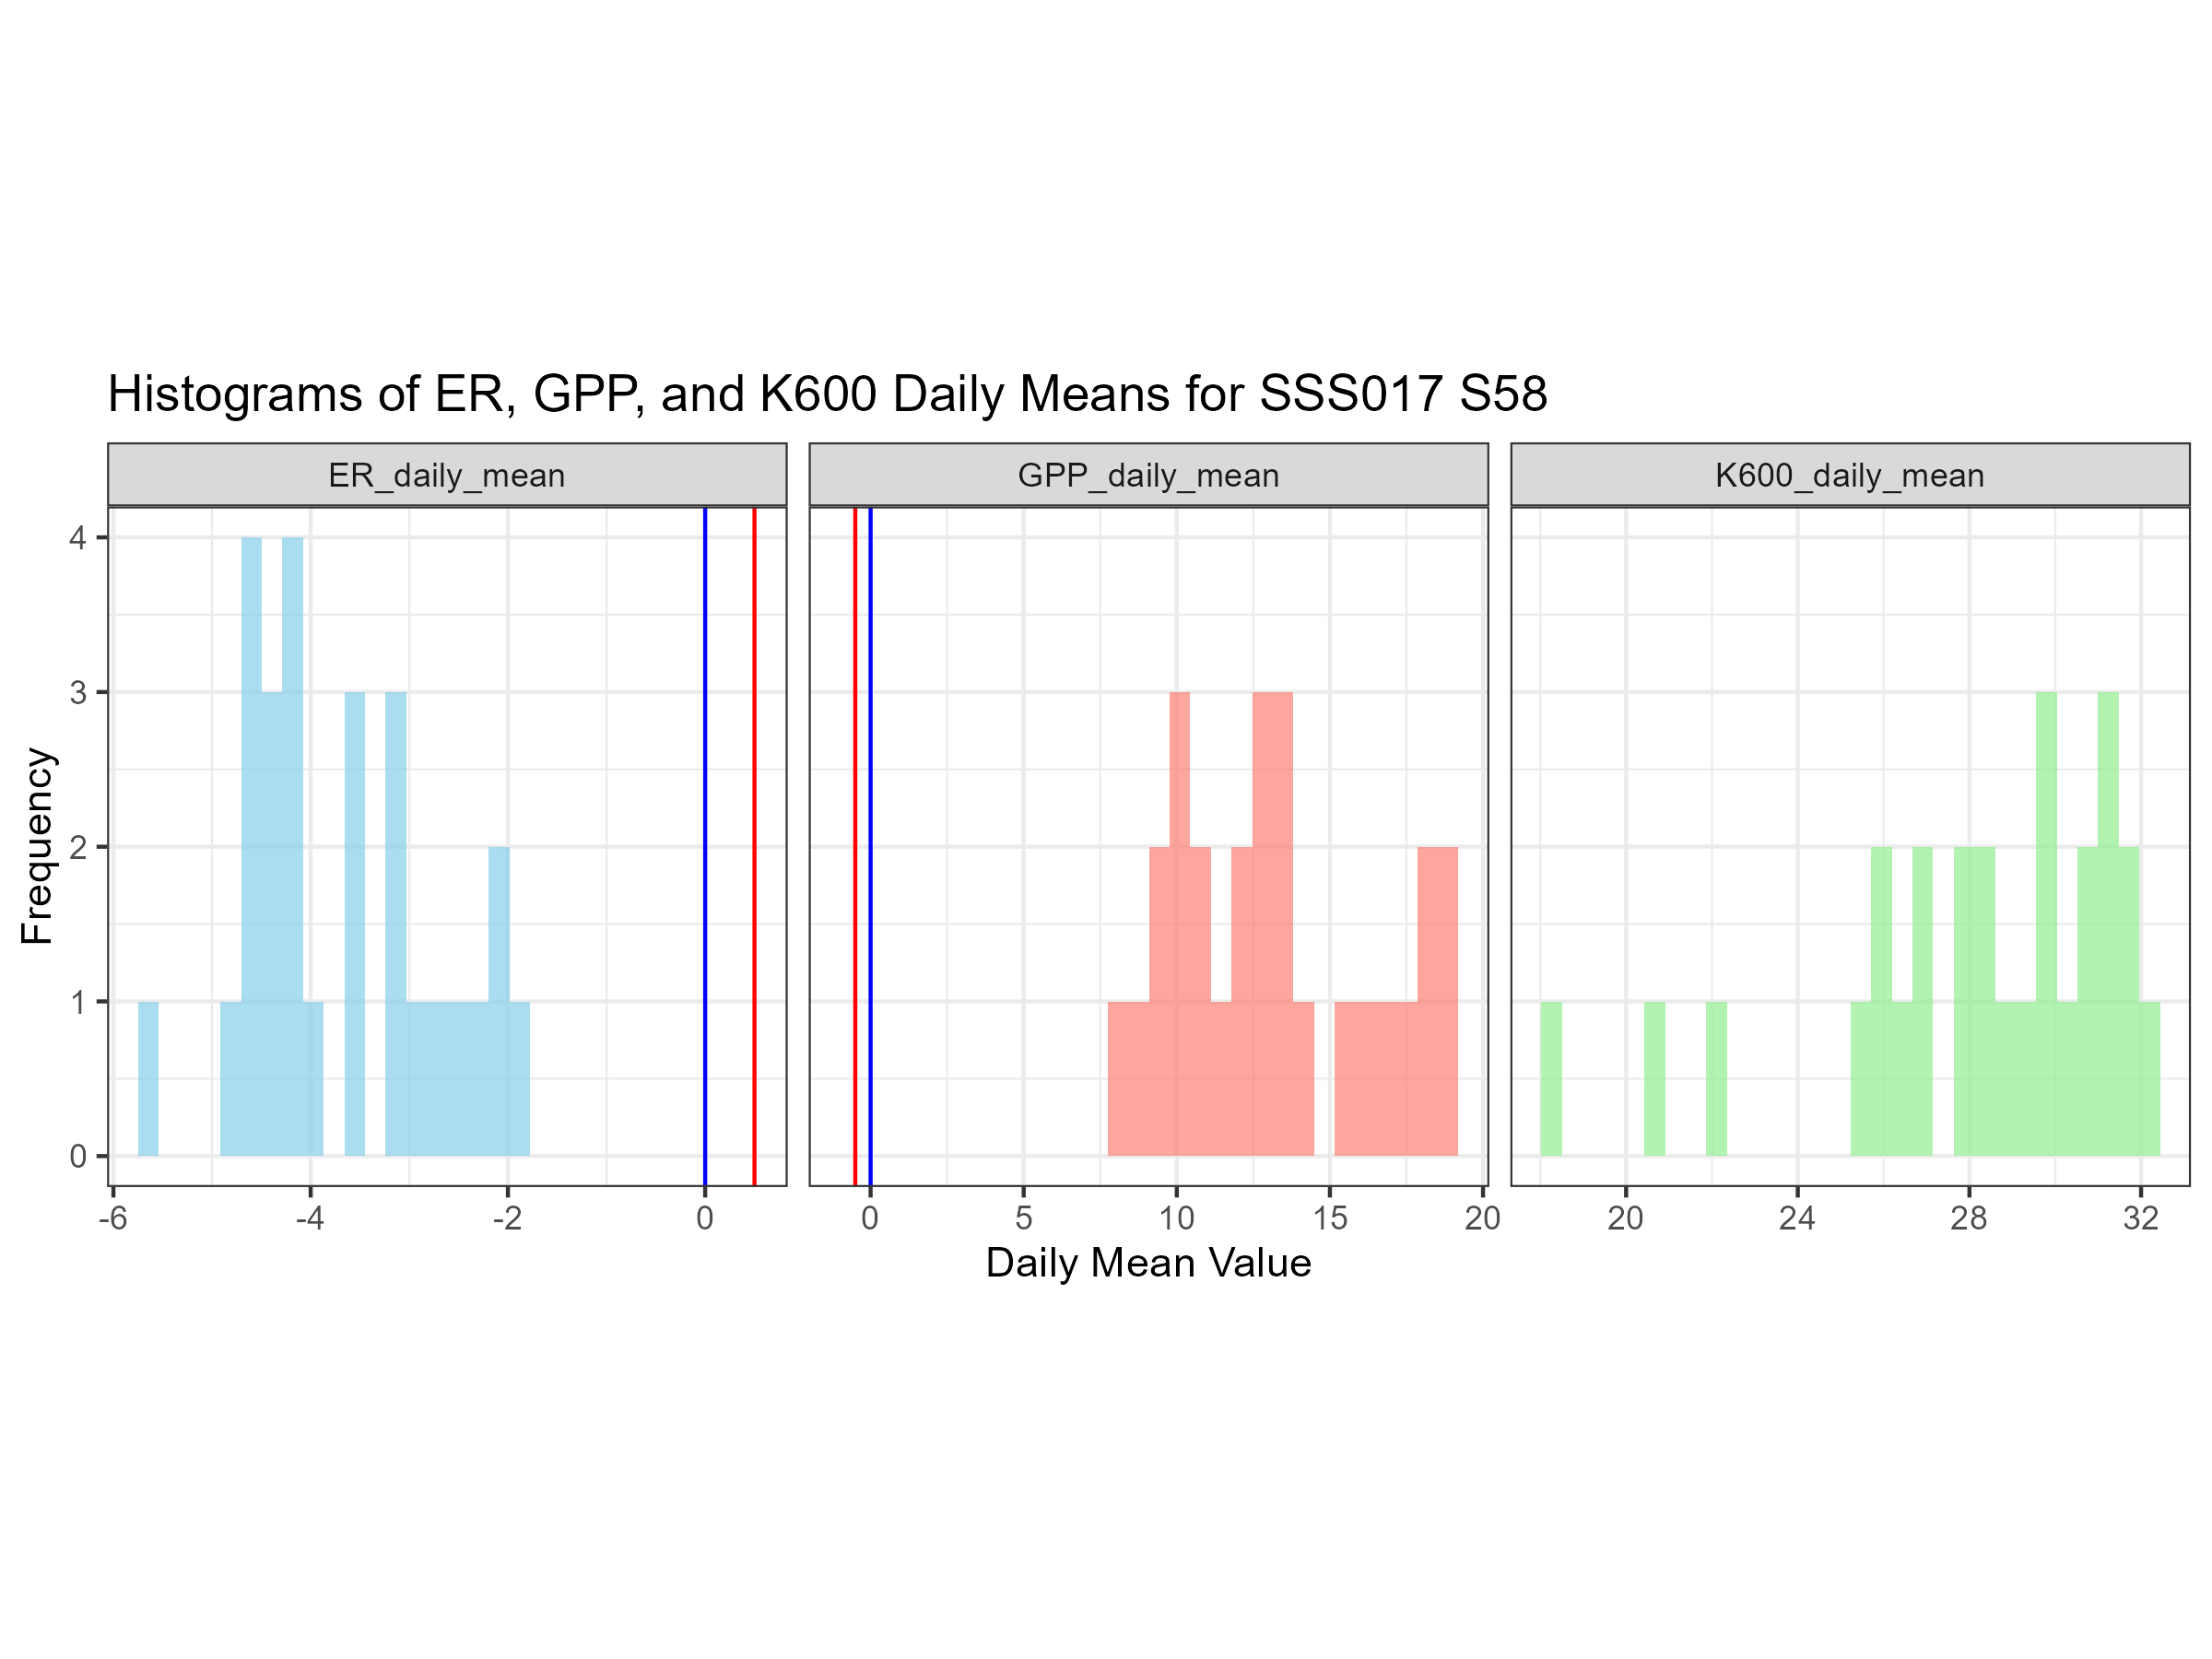 Histograms of ER, GPP, and K600 Daily Means for SSS017 S58
ER_daily_mean GPP_daily_mean K600_daily_mean
4
3
2
1
0
Frequency
-6 -4 -2 0 0 5 10 15 20 20 24 28 32
Daily Mean Value